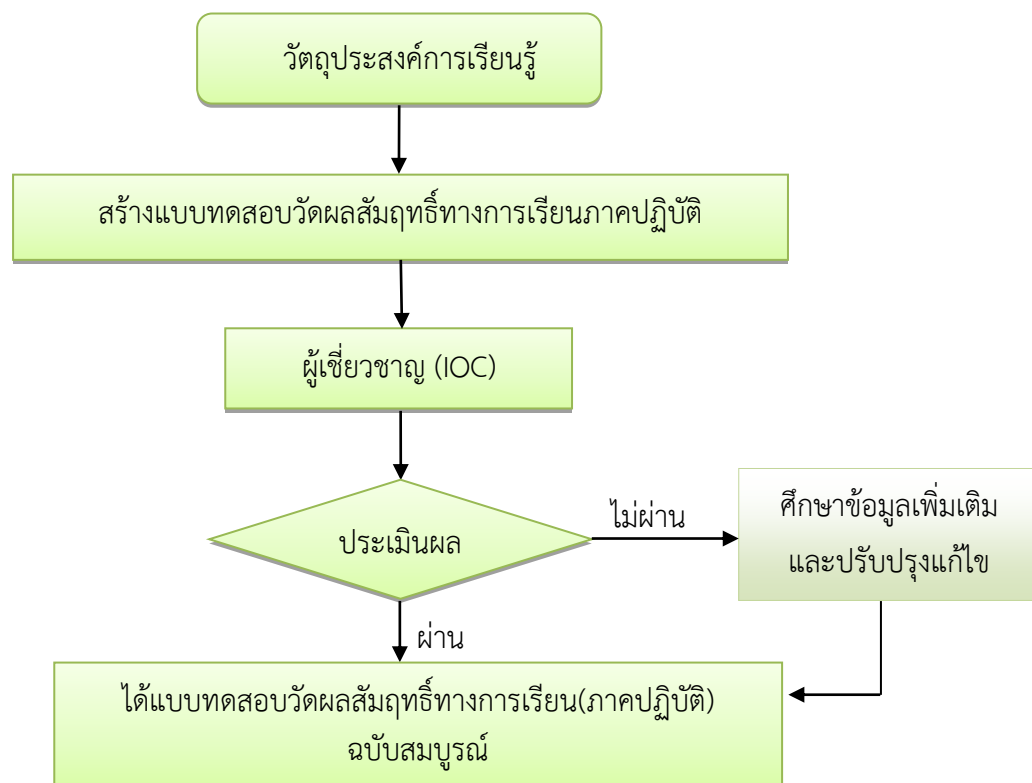 วัตถุประสงค์การเรียนรู้
สร้างแบบทดสอบวัดผลสัมฤทธิ์ทางการเรียนภาคปฏิบัติ
ผู้เชี่ยวชาญ (IOC)
ประเมินผล
ไม่ผ่าน
ศึกษาข้อมูลเพิ่มเติม
และปรับปรุงแก้ไข
ผ่าน
ได้แบบทดสอบวัดผลสัมฤทธิ์ทางการเรียน(ภาคปฏิบัติ)
ฉบับสมบูรณ์